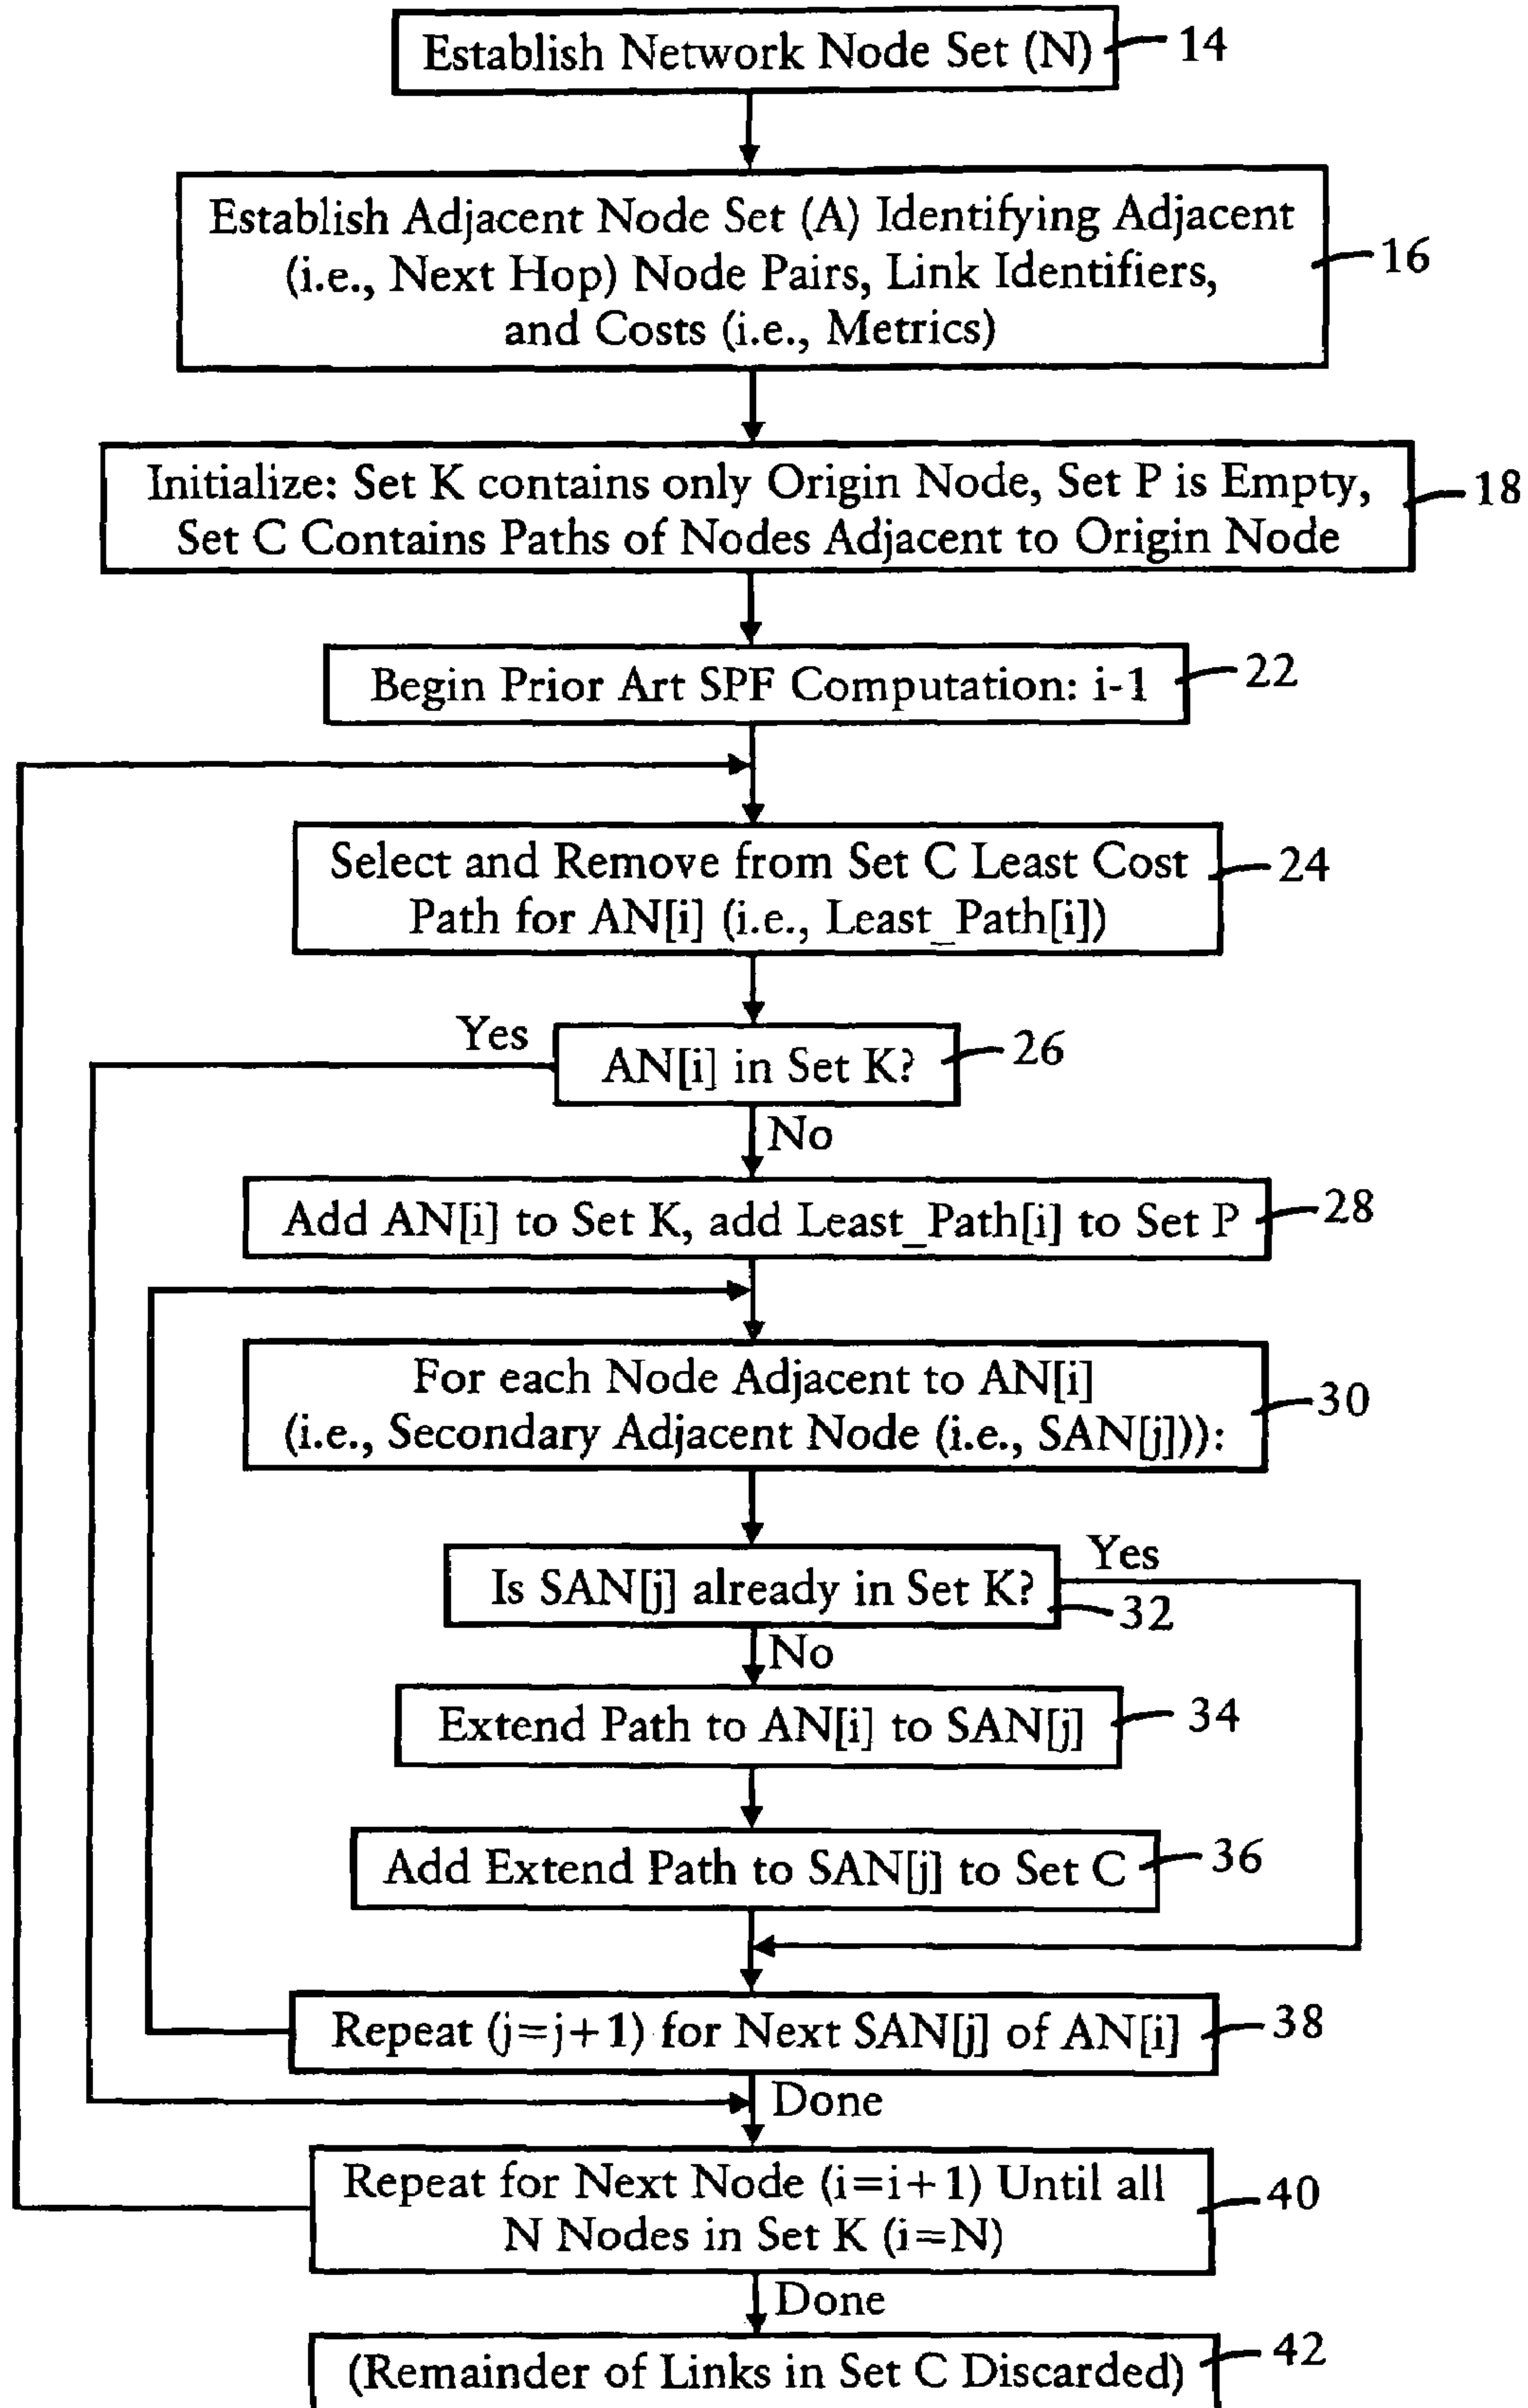 Establish Network Node Set (N)
14
Establish Adjacent Node Set (A) Identifying Adjacent
(i.e., Next Hop) Node Pairs, Link Identifiers,
and Costs (i.e., Metrics)
16
Initialize: Set K contains only Origin Node, Set P is Empty,
Set C Contains Paths of Nodes Adjacent to Origin Node
18
Begin Prior Art SPF Computation: i-1
22
Select and Remove from Set C Least Cost
Path for AN[i] (i.e., Least_Path[i])
24
Yes
AN[i] in Set K?
26
No
Add AN[i] to Set K, add Least_Path[i] to Set P
28
For each Node Adjacent to AN[i]
(i.e., Secondary Adjacent Node (i.e., SAN[j])):
30
Yes
Is SAN[j] already in Set K?
32
No
Extend Path to AN[i] to SAN[j]
34
Add Extend Path to SAN[j] to Set C
36
Repeat (j=j+1) for Next SAN[j] of AN[i]
38
Done
Repeat for Next Node (i=i+1) Until all
N Nodes in Set K (i=N)
40
Done
(Remainder of Links in Set C Discarded)
42